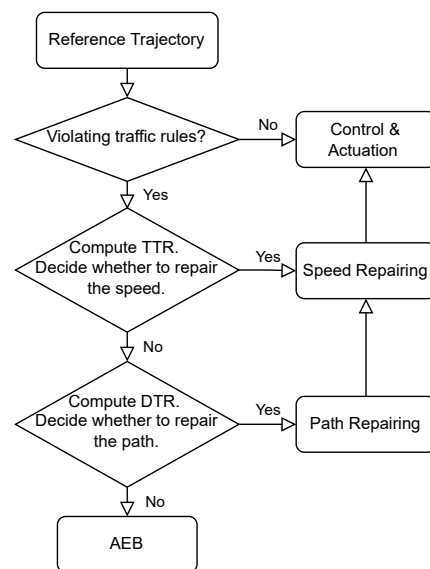 Reference Trajectory
Violating traffic rules?
No
Control &
Actuation
Yes
Compute TTR.
Decide whether to repair
the speed.
Yes
Speed Repairing
No
Compute DTR.
Decide whether to repair
the path.
Yes
Path Repairing
No
AEB